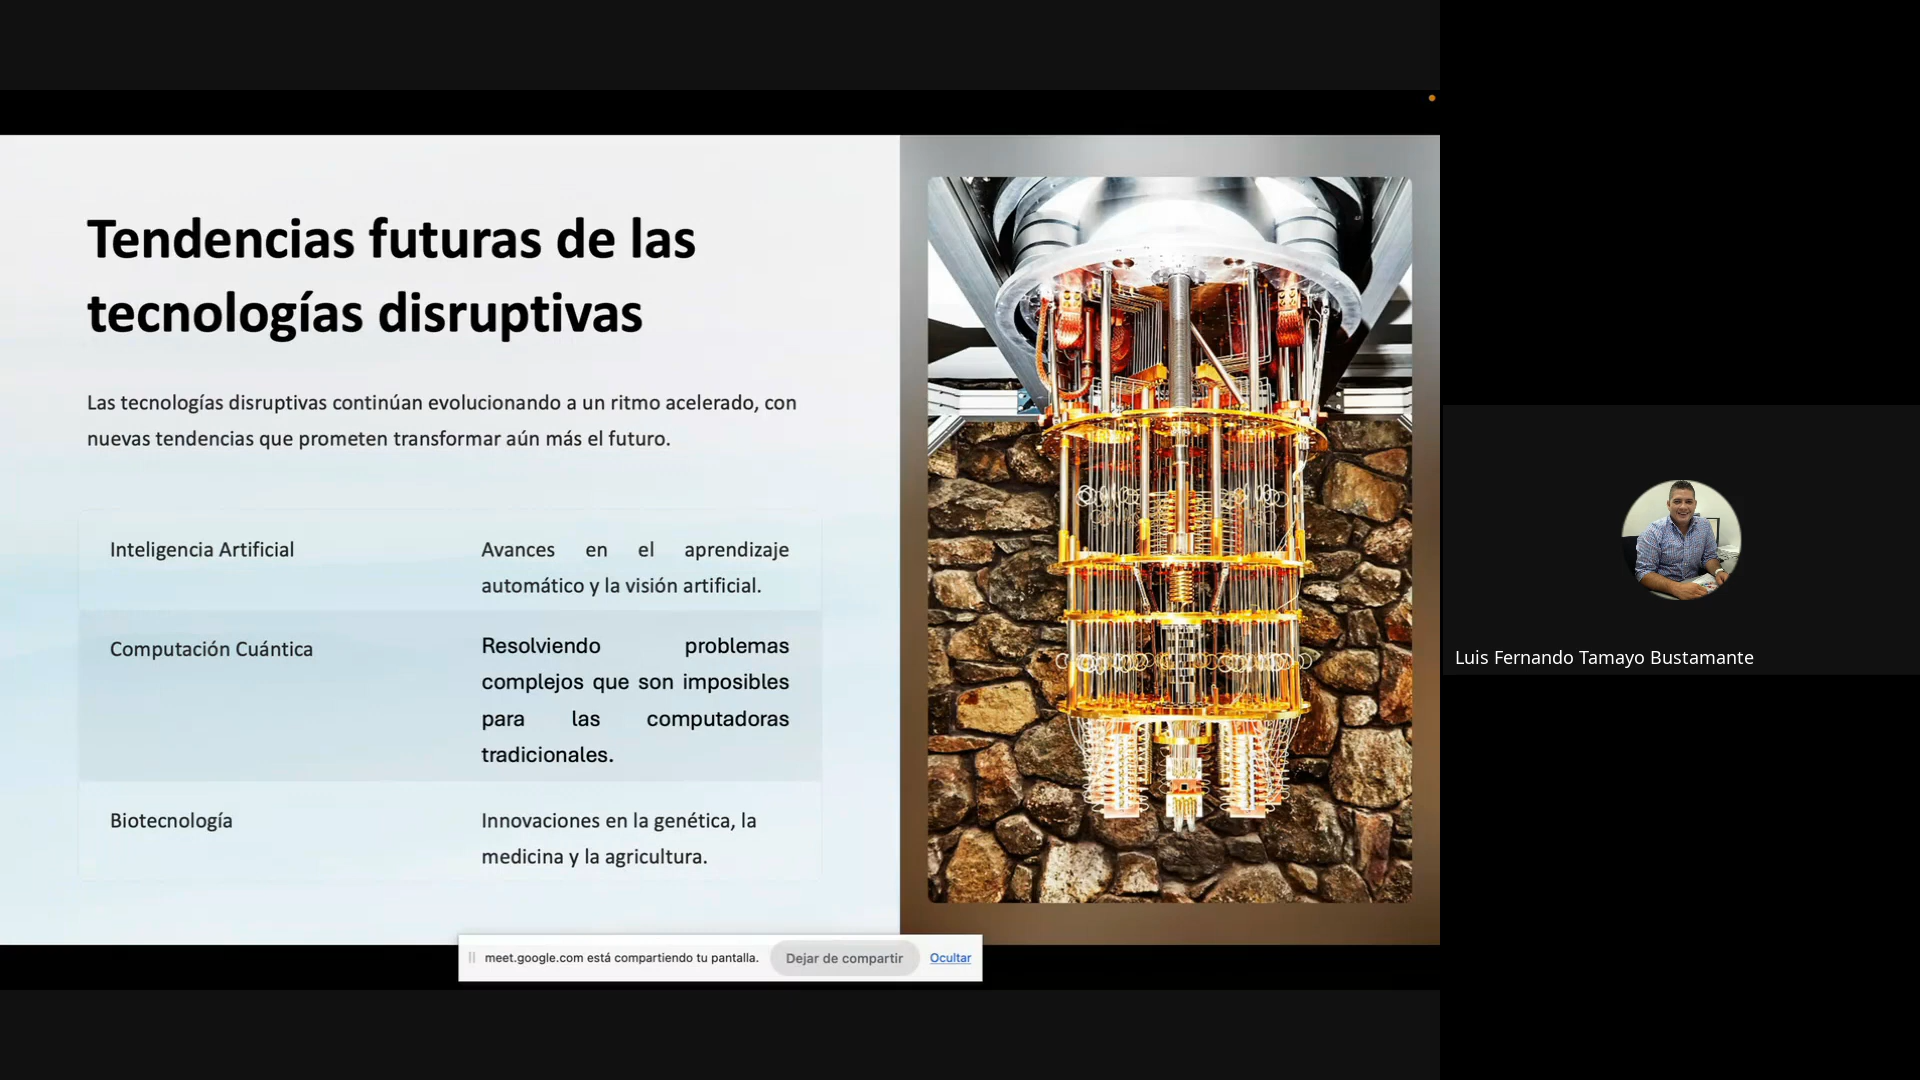 Tendencias futuras de las
tecnologías disruptivas
Las tecnologías disruptivas continúan evolucionando a un ritmo acelerado, con
nuevas tendencias que prometen transformar aún más el futuro.
Inteligencia Artificial
Avances en el aprendizaje
automático y la visión artificial.
Computación Cuántica
Resolviendo problemas
complejos que son imposibles
para las computadoras
tradicionales.
Biotecnología
Innovaciones en la genética, la
medicina y la agricultura.
meet.google.com está compartiendo tu pantalla.
Dejar de compartir
Ocultar
Luis Fernando Tamayo Bustamante